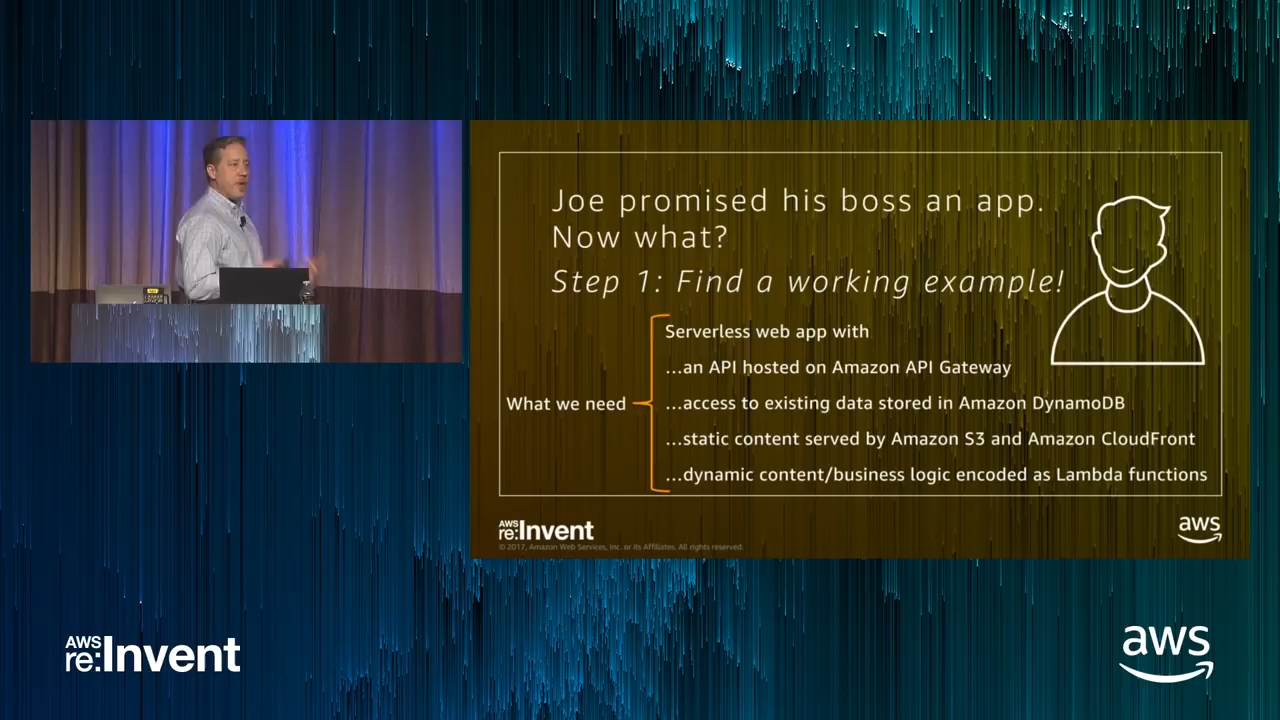 Joe promised his boss an app.
Now what?
Step 1: Find a working example!
Serverless web app with
...an API hosted on Amazon API Gateway
What we need
...access to existing data stored in Amazon DynamoDB
...static content served by Amazon S3 and Amazon CloudFront
...dynamic content/business logic encoded as Lambda functions
AWS
re:Invent
© 2017, Amazon Web Services, Inc. or its Affiliates. All rights reserved.
aws
AWS
re:Invent
aws